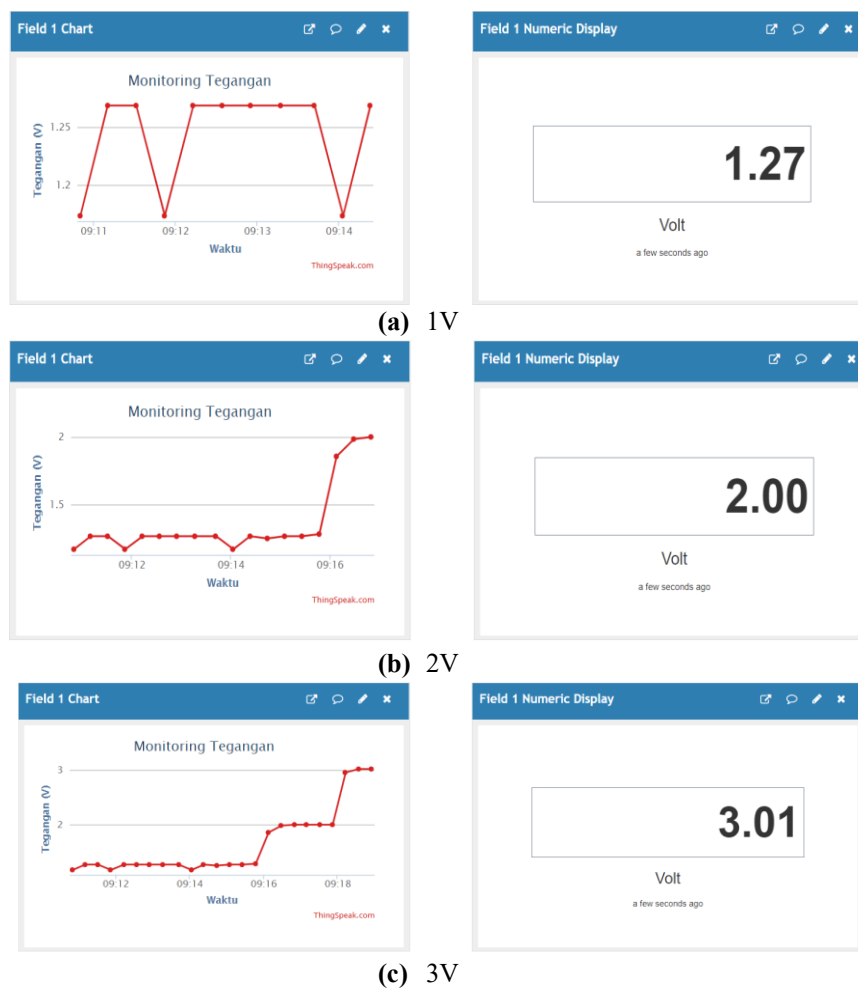 Field 1 Chart
Monitoring Tegangan
Tegangan (V)
1.25
1.2
09:11 09:12 09:13 09:14
Waktu
ThingSpeak.com
Field 1 Numeric Display
1.27
Volt
a few seconds ago
(a) 1V
Field 1 Chart
Monitoring Tegangan
Tegangan (V)
2
1.5
09:12 09:14 09:16
Waktu
ThingSpeak.com
Field 1 Numeric Display
2.00
Volt
a few seconds ago
(b) 2V
Field 1 Chart
Monitoring Tegangan
Tegangan (V)
3
2
09:12 09:14 09:16 09:18
Waktu
ThingSpeak.com
Field 1 Numeric Display
3.01
Volt
a few seconds ago
(c) 3V